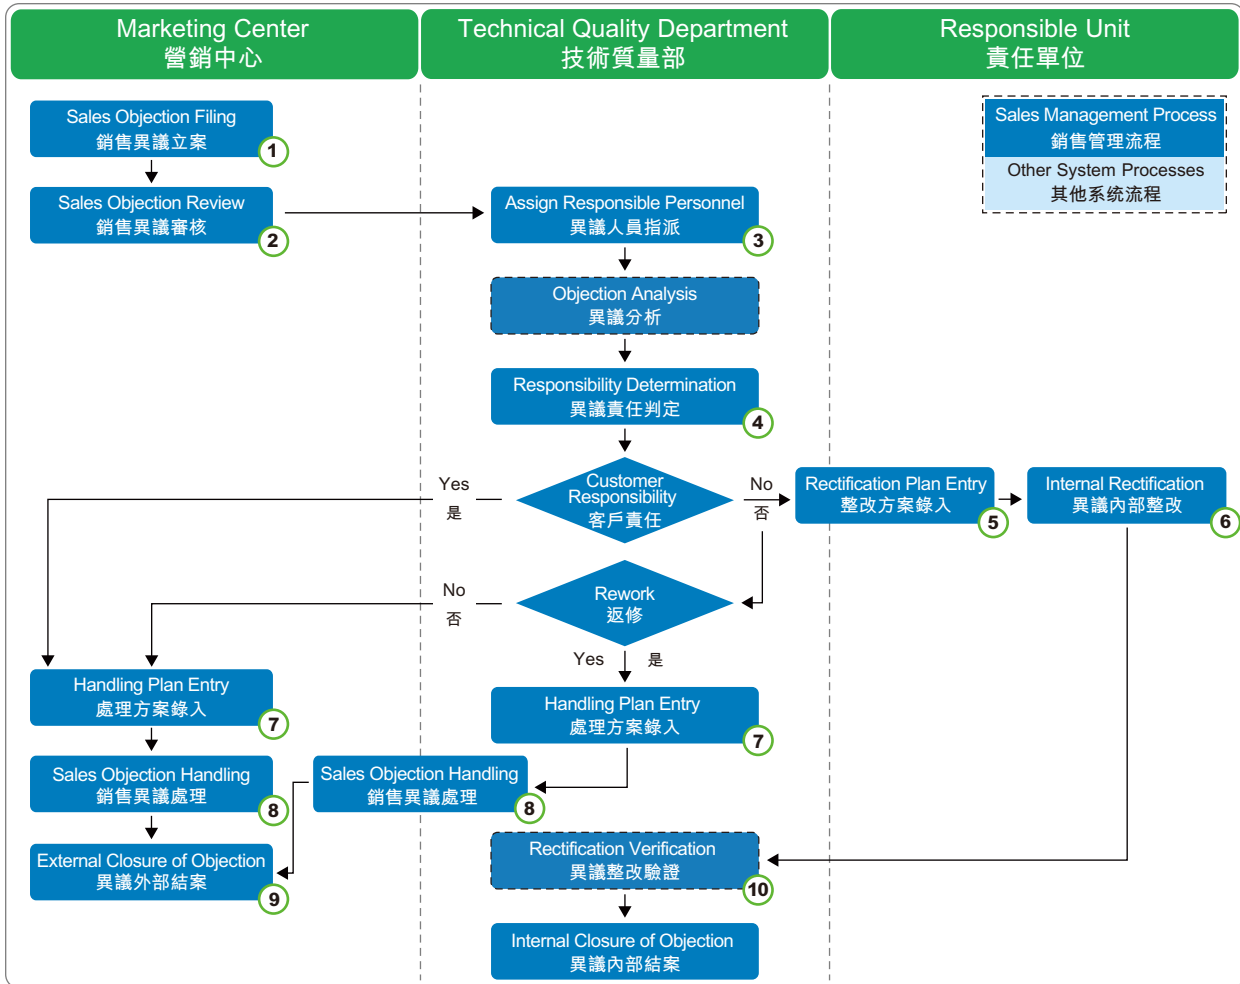 Marketing Center
營銷中心
Technical Quality Department
技術質量部
Responsible Unit
責任單位
Sales Objection Filing
銷售異議立案
1
Sales Management Process
銷售管理流程
Other System Processes
其他系统流程
Sales Objection Review
銷售異議審核
2
Assign Responsible Personnel
異議人員指派
3
Objection Analysis
異議分析
Responsibility Determination
異議責任判定
4
Yes
是
Customer
Responsibility
客戶責任
No
否
Rectification Plan Entry
整改方案錄入
5
Internal Rectification
異議內部整改
6
No
否
Rework
返修
Yes
是
Handling Plan Entry
處理方案錄入
7
Handling Plan Entry
處理方案錄入
7
Sales Objection Handling
銷售異議處理
8
Sales Objection Handling
銷售異議處理
8
External Closure of Objection
異議外部結案
9
Rectification Verification
異議整改驗證
10
Internal Closure of Objection
異議內部結案